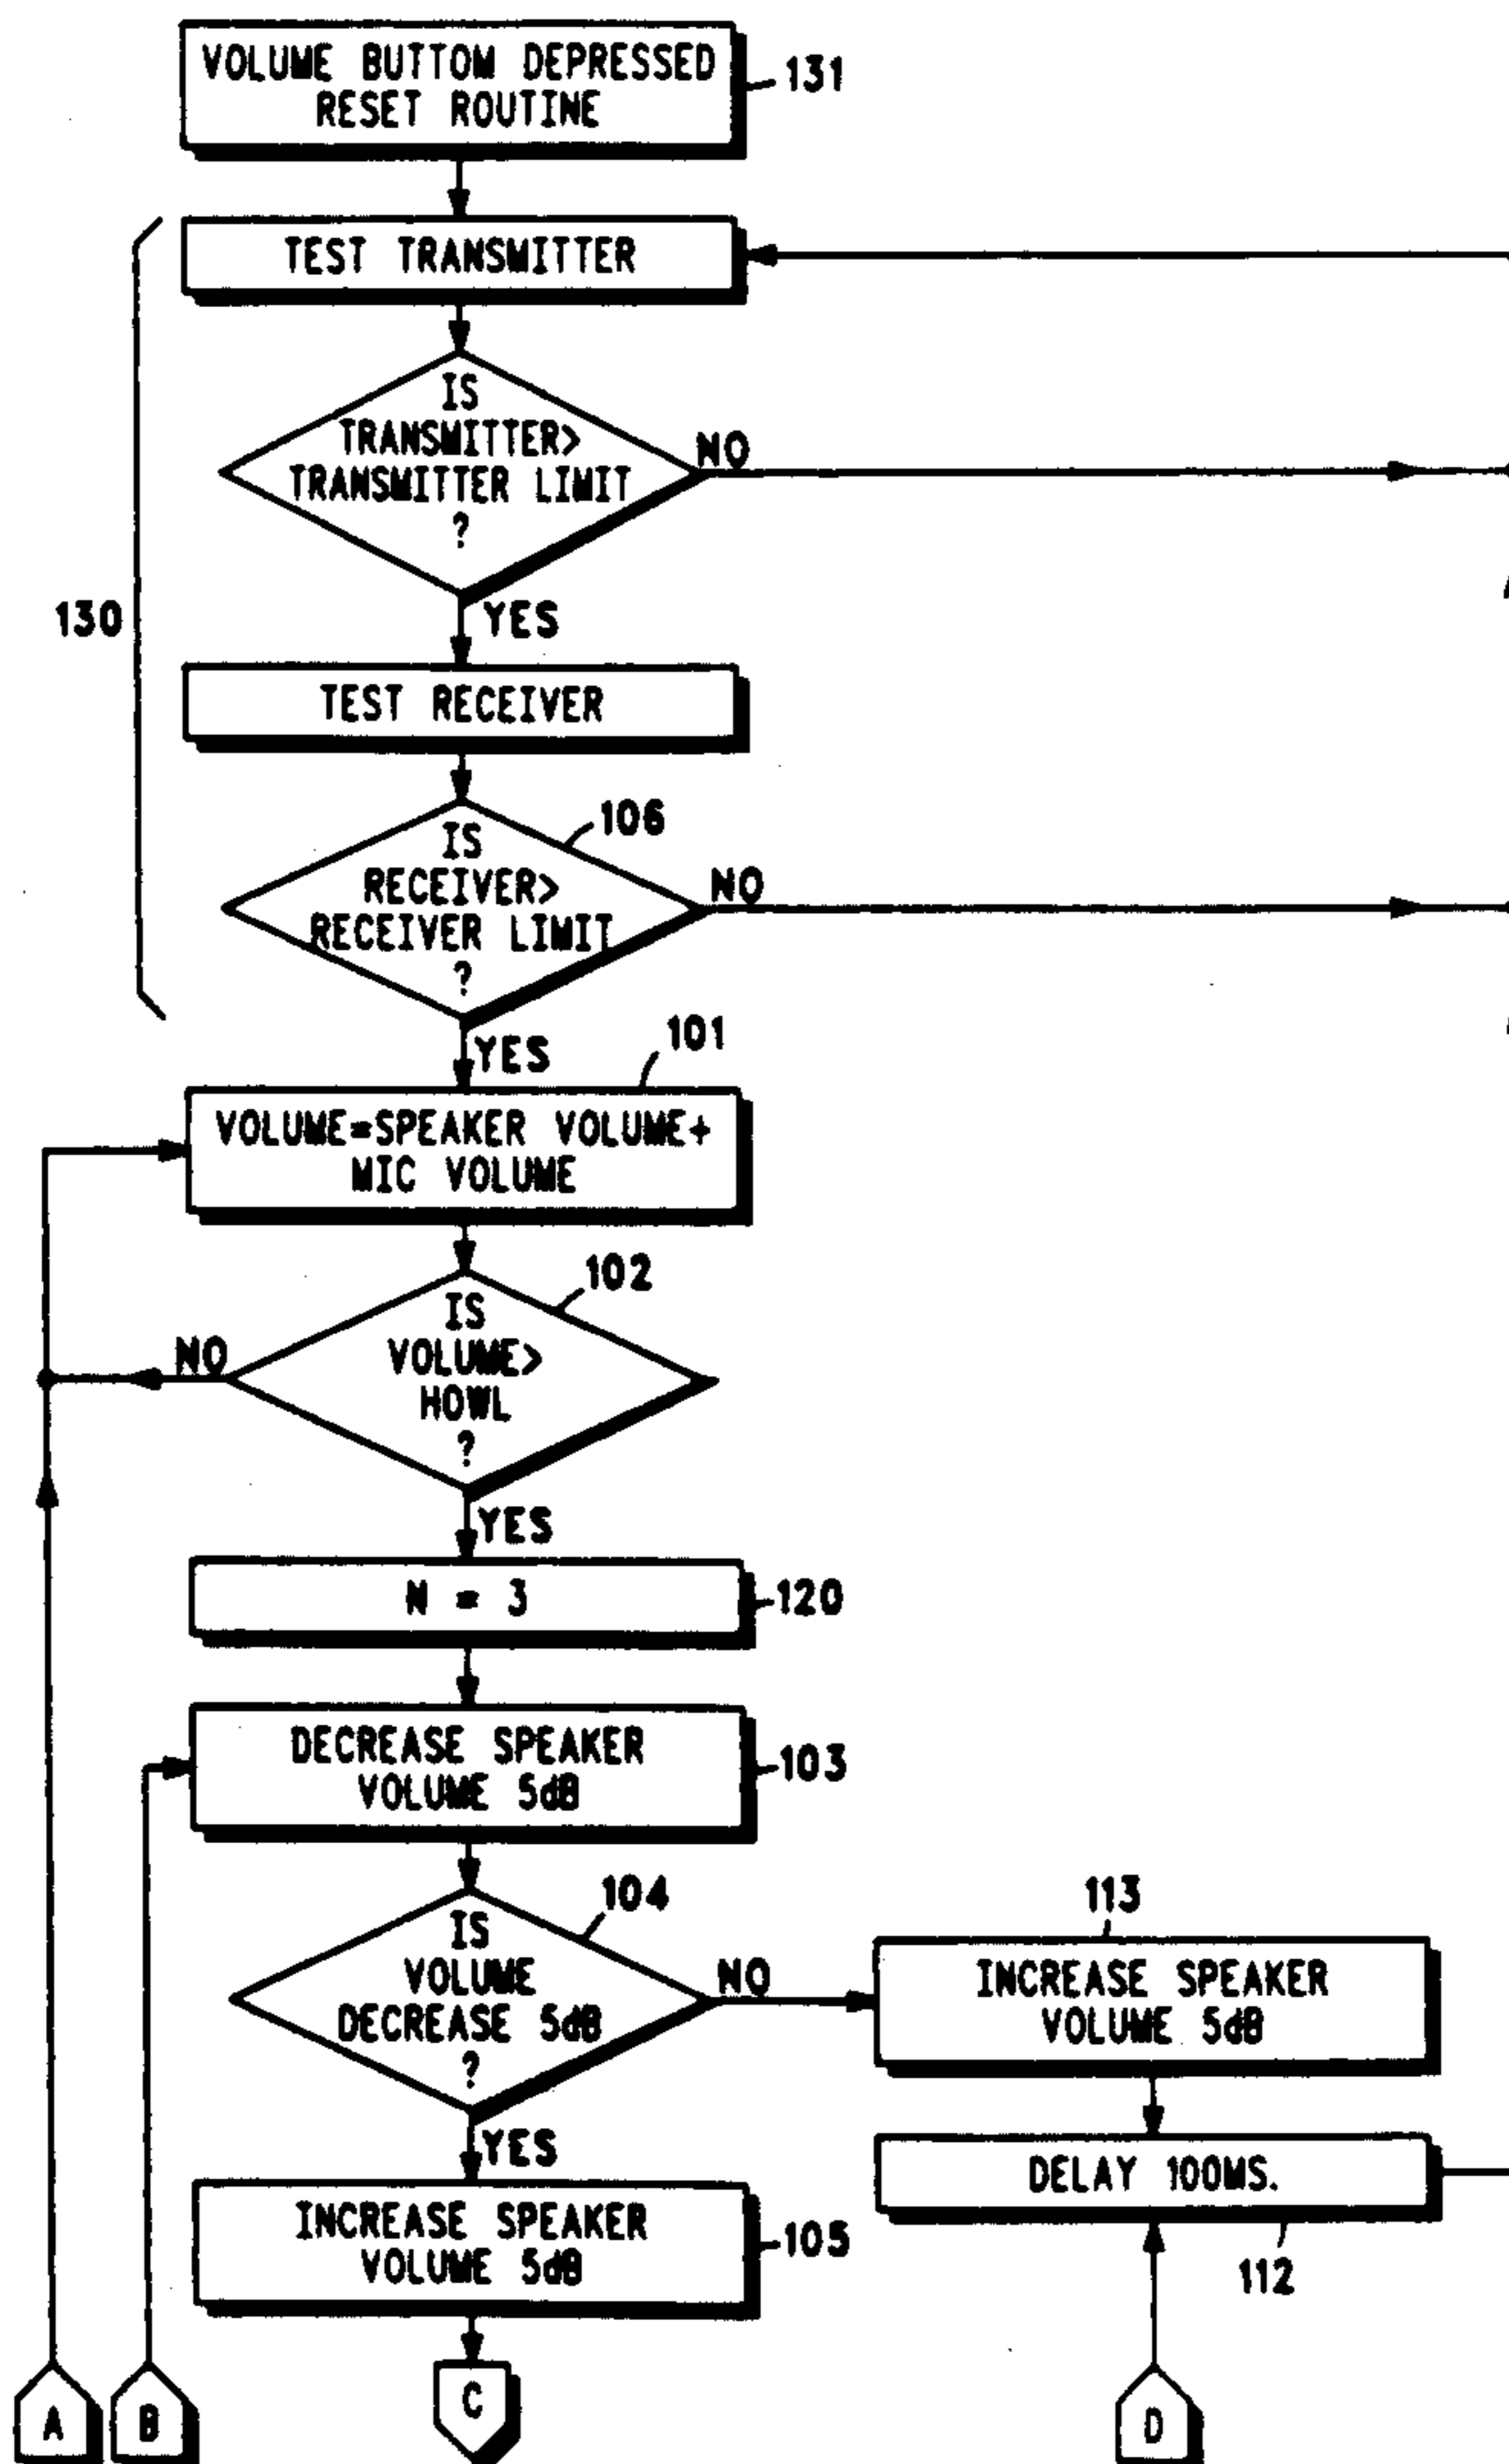 VOLUME BUTTOM DEPRESSED
RESET ROUTINE
131
TEST TRANSMITTER
IS
TRANSMITTER>
TRANSMITTER LIMIT
?
NO
YES
130
TEST RECEIVER
106
IS
RECEIVER>
RECEIVER LIMIT
?
NO
YES
101
VOLUME=SPEAKER VOLUME+
MIC VOLUME
102
IS
VOLUME>
HOWL
?
NO
YES
N = 3
120
DECREASE SPEAKER
VOLUME 5dB
103
104
IS
VOLUME
DECREASE 5dB
?
NO
YES
113
INCREASE SPEAKER
VOLUME 5dB
DELAY 100MS.
112
INCREASE SPEAKER
VOLUME 5dB
105
A
B
C
D